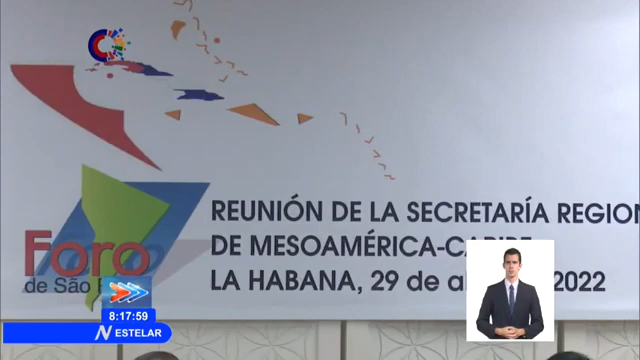 REUNIÓN DE LA SECRETARÍA REGION
DE MESOAMÉRICA-CARIBE
LA HABANA, 29 de a 2022
Foro
de São P
8:17:59
N ESTELAR